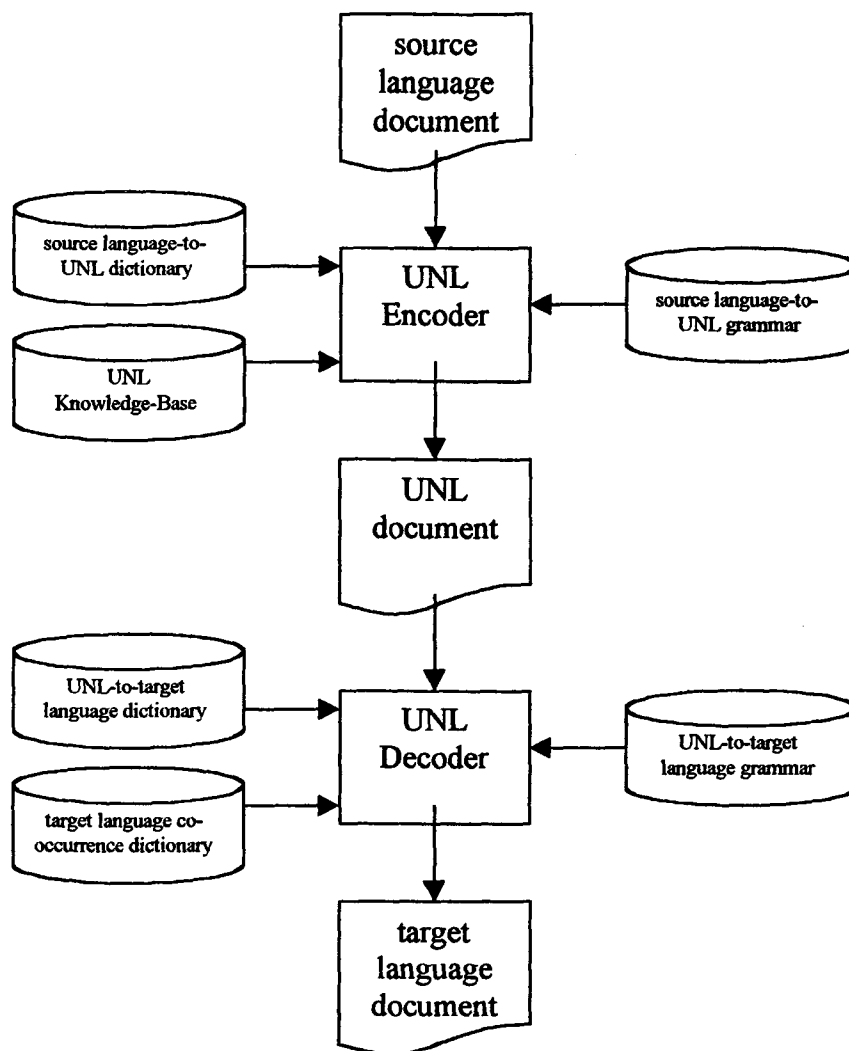 source
language
document
source language-to-
UNL dictionary
UNL
Encoder
source language-to-
UNL grammar
UNL
Knowledge-Base
UNL
document
UNL-to-target
language dictionary
UNL
Decoder
UNL-to-target
language grammar
target language co-
occurrence dictionary
target
language
document